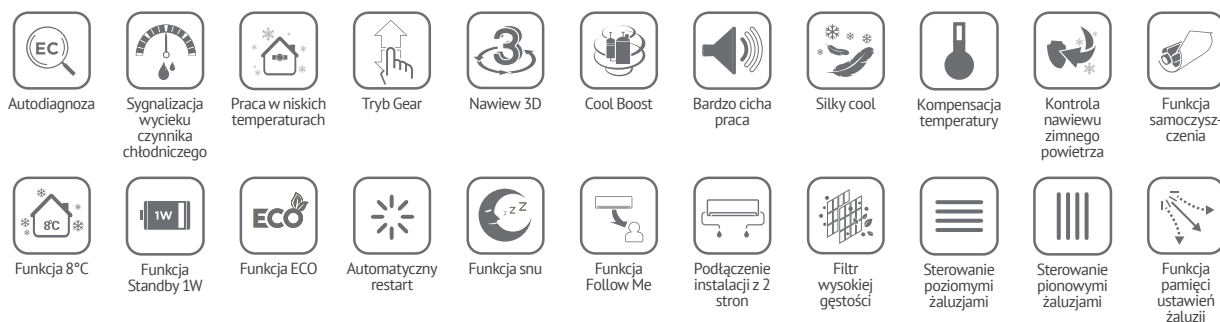 EC
3
Autodiagnoza
Sygnalizacja
wycieku
czynnika
chłodniczego
Praca w niskich
temperaturach
Tryb Gear
Nawiew 3D
Cool Boost
Bardzo cicha
praca
Silky cool
Kompensacja
temperatury
Kontrola
nawiewu
zimnego
powietrza
Funkcja
samoczysz-
czenia
8°C
1W
ECO
z z Z
Funkcja 8°C
Funkcja
Standby 1W
Funkcja ECO
Automatyczny
restart
Funkcja snu
Funkcja
Follow Me
Podłączenie
instalacji z 2
stron
Filtr
wysokiej
gęstości
Sterowanie
poziomymi
żaluzjami
Sterowanie
pionowymi
żaluzjami
Funkcja
pamięci
ustawień
żaluzji